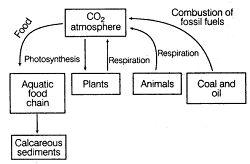 CO2
atmosphere
Combustion of
fossil fuels
Food
Photosynthesis
Respiration
Respiration
Aquatic
food
chain
Plants
Animals
Coal and
oil
Calcareous
sediments